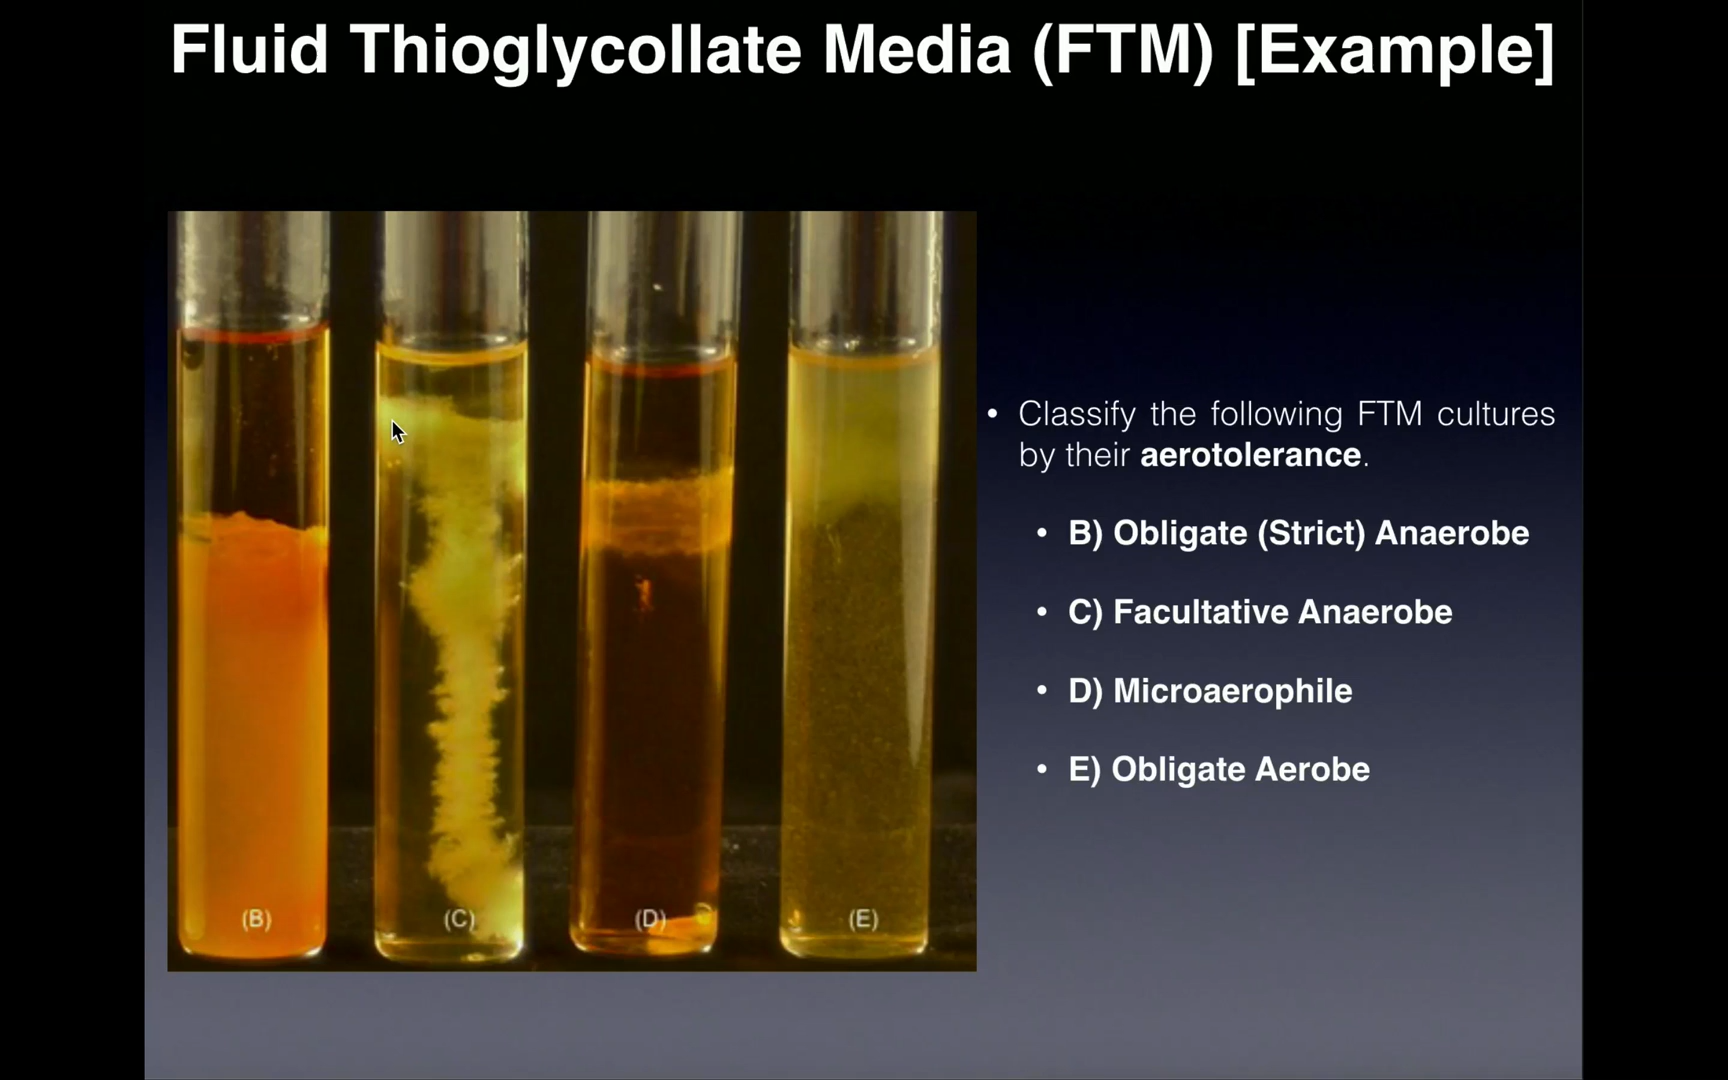 Fluid Thioglycollate Media (FTM) [Example]
• Classify the following FTM cultures
by their aerotolerance.
• B) Obligate (Strict) Anaerobe
• C) Facultative Anaerobe
• D) Microaerophile
• E) Obligate Aerobe
(B) (C) (D) (E)